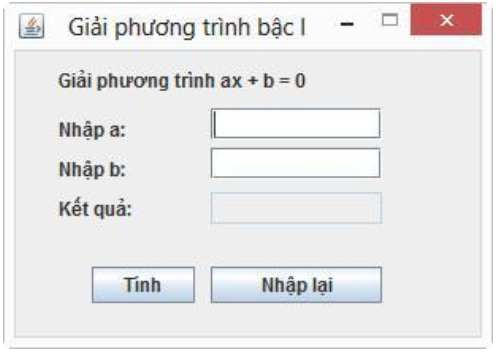 Giải phương trình bậc I
Giải phương trình ax + b = 0
Nhập a:
Nhập b:
Kết quả:
Tính Nhập lại